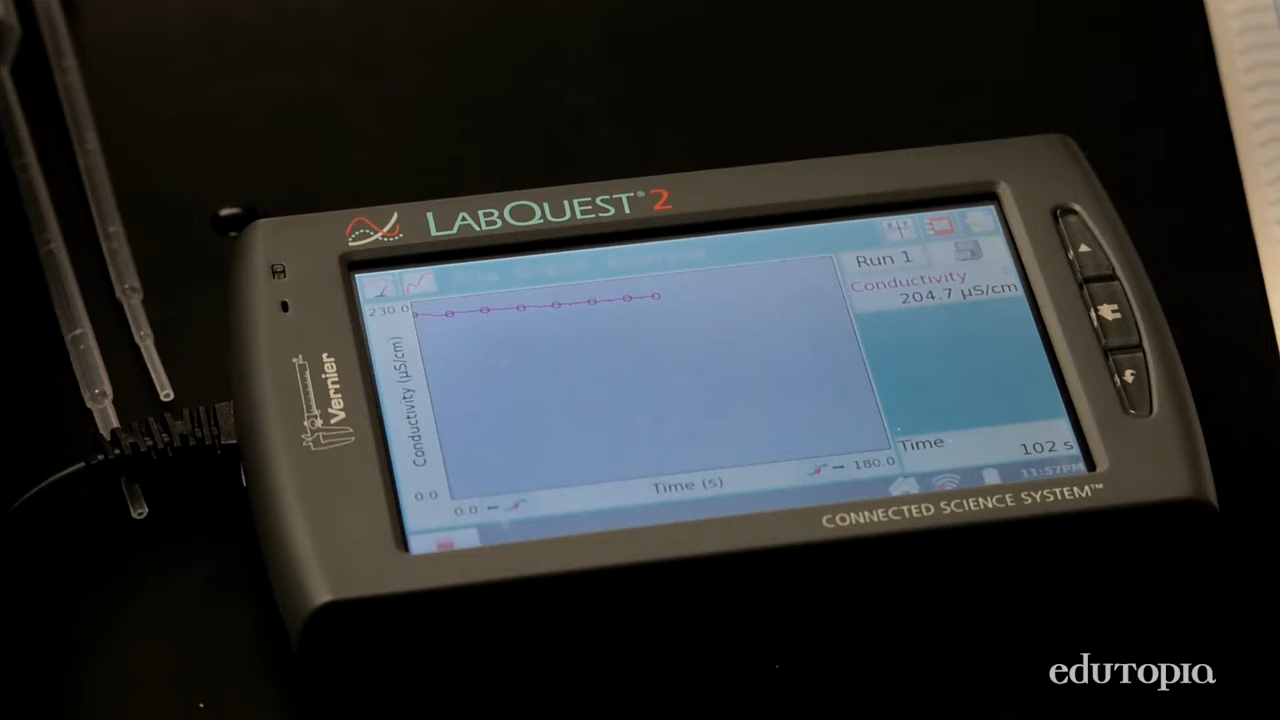 LABQUEST® 2
Run 1
Conductivity
204.7 µS/cm
230.0
Conductivity (µS/cm)
0.0
0.0
Time (s)
180.0
Time
102 s
11:57PM
Vernier
CONNECTED SCIENCE SYSTEM™
edutopia